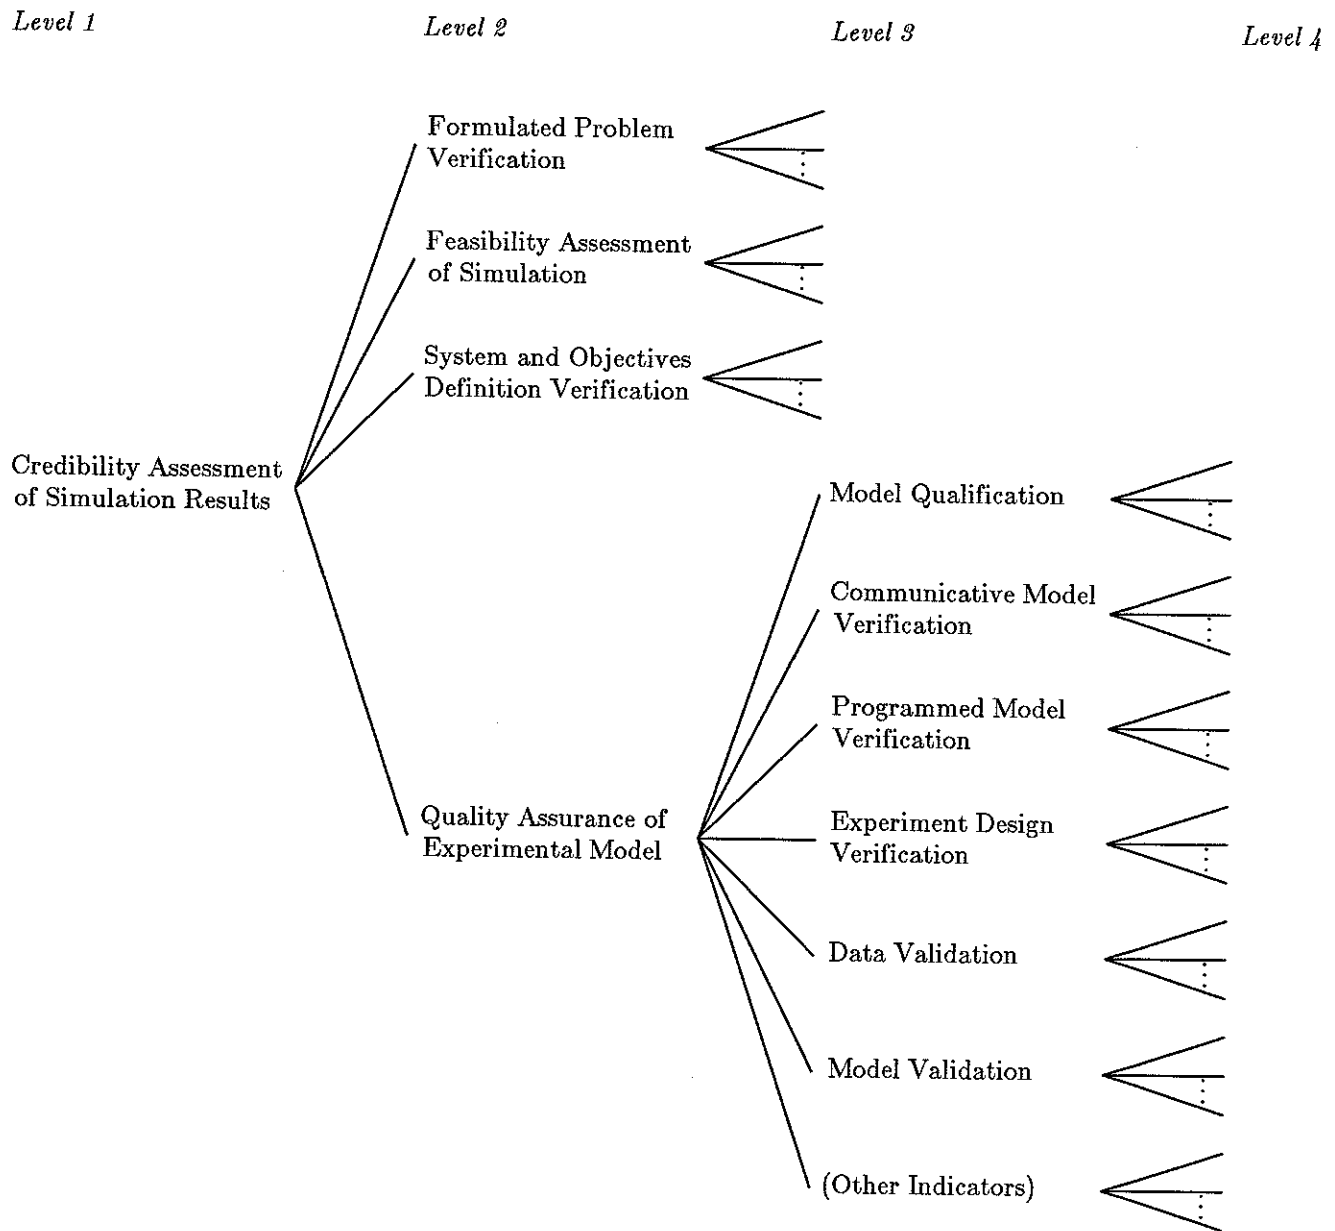 Level 1
Level 2
Level 3
Level 4
Formulated Problem
Verification
Feasibility Assessment
of Simulation
System and Objectives
Definition Verification
Credibility Assessment
of Simulation Results
Model Qualification
Communicative Model
Verification
Programmed Model
Verification
Quality Assurance of
Experimental Model
Experiment Design
Verification
Data Validation
Model Validation
(Other Indicators)